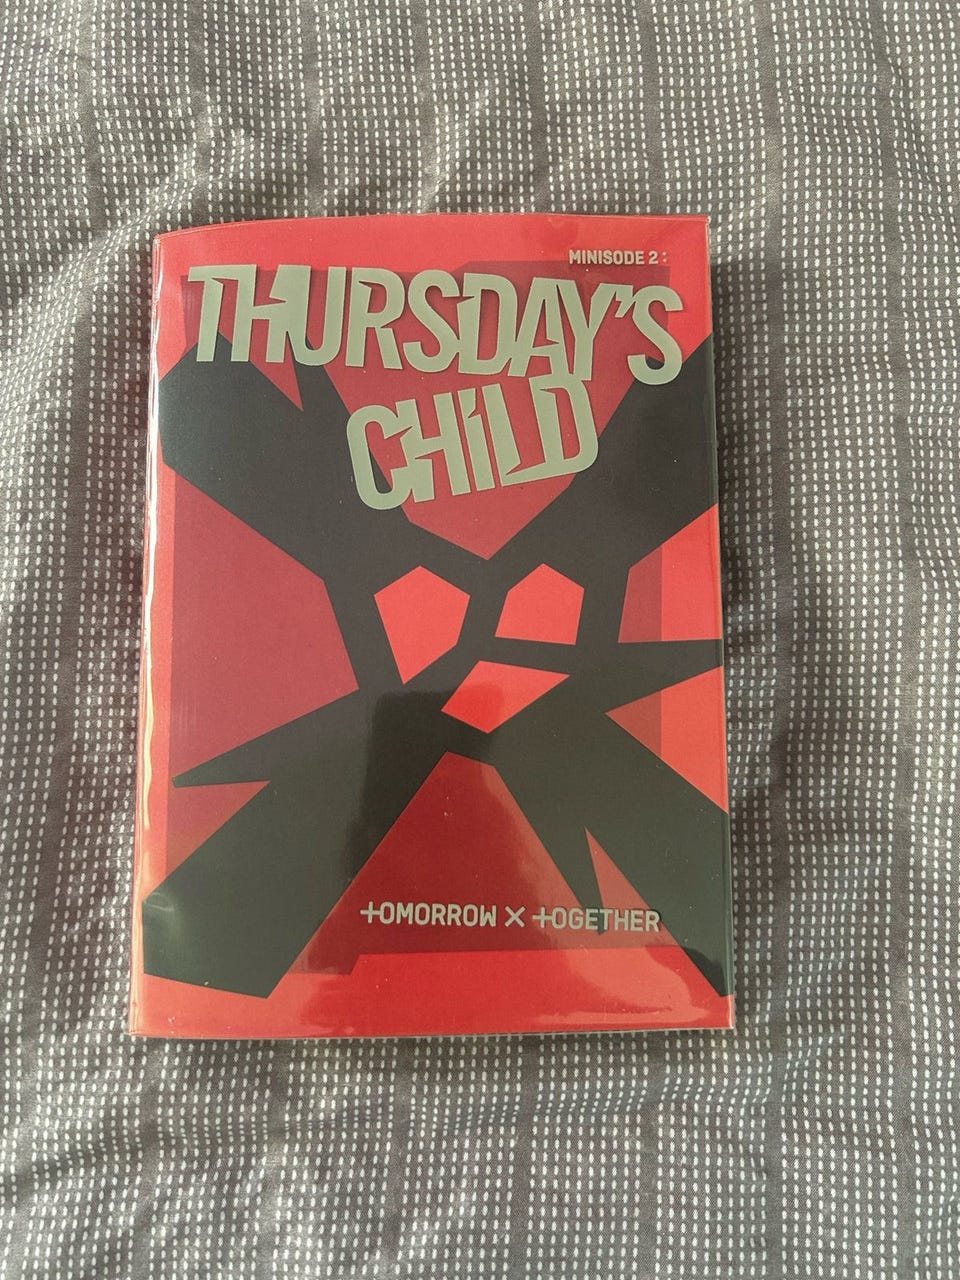 MINISODE 2:
THURSDAY'S
CHILD
TOMORROW X TOGETHER